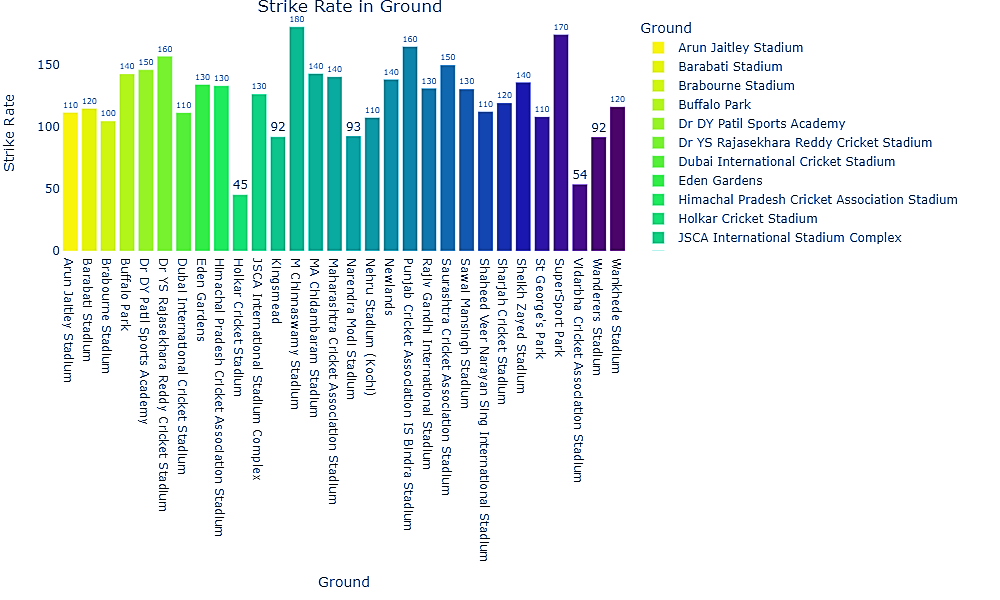 Strike Rate in Ground
Strike Rate
150
100
50
0
110
120
100
140
150
160
110
130
130
45
130
92
180
140
140
93
110
140
160
130
150
130
110
120
140
110
170
54
92
120
Arun Jaitley Stadium
Barabati Stadium
Brabourne Stadium
Buffalo Park
Dr DY Patil Sports Academy
Dr YS Rajasekhara Reddy Cricket Stadium
Dubai International Cricket Stadium
Eden Gardens
Himachal Pradesh Cricket Association Stadium
Holkar Cricket Stadium
JSCA International Stadium Complex
Kingsmead
M Chinnaswamy Stadium
MA Chidambaram Stadium
Maharashtra Cricket Association Stadium
Narendra Modi Stadium
Nehru Stadium (Kochi)
Newlands
Punjab Cricket Association IS Bindra Stadium
Rajiv Gandhi International Stadium
Saurashtra Cricket Association Stadium
Sawai Mansingh Stadium
Shaheed Veer Narayan Sing International Stadium
Sharjah Cricket Stadium
Sheikh Zayed Stadium
St George's Park
SuperSport Park
Vidarbha Cricket Association Stadium
Wanderers Stadium
Wankhede Stadium
Ground
Ground
Arun Jaitley Stadium
Barabati Stadium
Brabourne Stadium
Buffalo Park
Dr DY Patil Sports Academy
Dr YS Rajasekhara Reddy Cricket Stadium
Dubai International Cricket Stadium
Eden Gardens
Himachal Pradesh Cricket Association Stadium
Holkar Cricket Stadium
JSCA International Stadium Complex